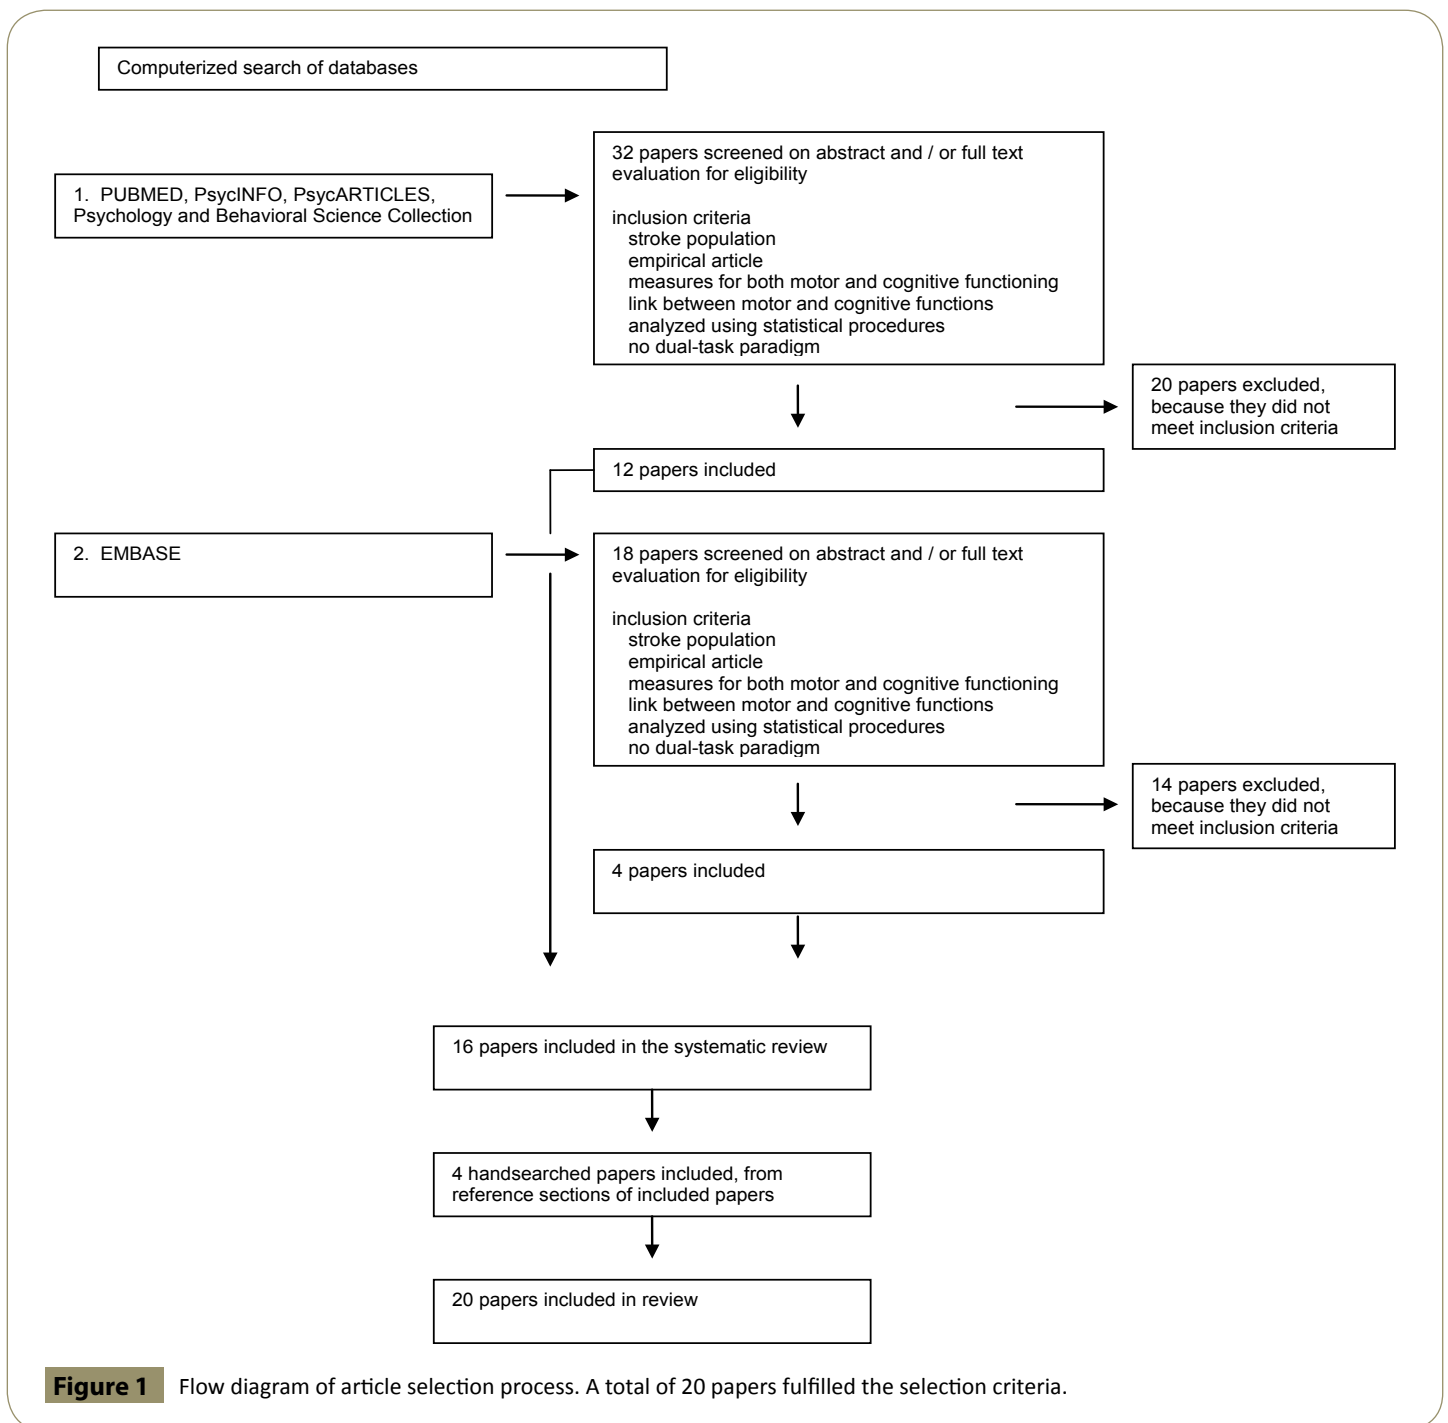 Computerized search of databases
32 papers screened on abstract and / or full text
evaluation for eligibility
1. PUBMED, PsycINFO, PsycARTICLES,
Psychology and Behavioral Science Collection
inclusion criteria
stroke population
empirical article
measures for both motor and cognitive functioning
link between motor and cognitive functions
analyzed using statistical procedures
no dual-task paradigm
20 papers excluded,
because they did not
meet inclusion criteria
12 papers included
2. EMBASE
18 papers screened on abstract and / or full text
evaluation for eligibility
inclusion criteria
stroke population
empirical article
measures for both motor and cognitive functioning
link between motor and cognitive functions
analyzed using statistical procedures
no dual-task paradigm
14 papers excluded,
because they did not
meet inclusion criteria
4 papers included
16 papers included in the systematic review
4 handsearched papers included, from
reference sections of included papers
20 papers included in review
Figure 1 Flow diagram of article selection process. A total of 20 papers fulfilled the selection criteria.